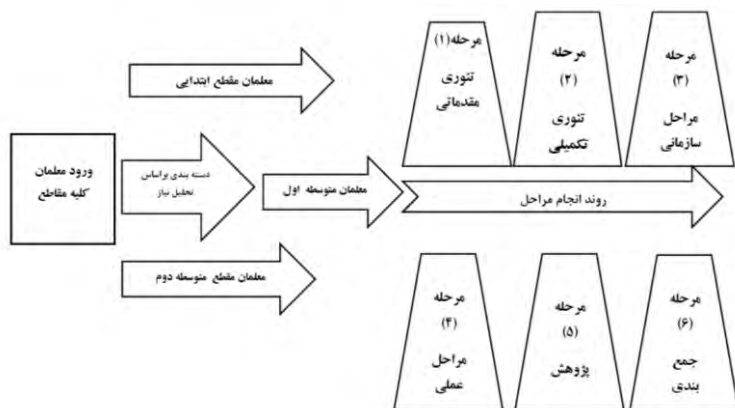 معلمان مقطع ابتدایی
ورود معلمان
کلیه مقاطع
دسته بندی براساس
تحلیل نیاز
معلمان متوسطه اول
معلمان مقطع متوسطه دوم
مرحله(۱)
تئوری
مقدماتی
مرحله
(۲)
تئوری
تکمیلی
مرحله
(۳)
مراحل
سازمانی
روند انجام مراحل
مرحله
(۴)
مراحل
عملی
مرحله
(۵)
پژوهش
مرحله
(۶)
جمع
بندی